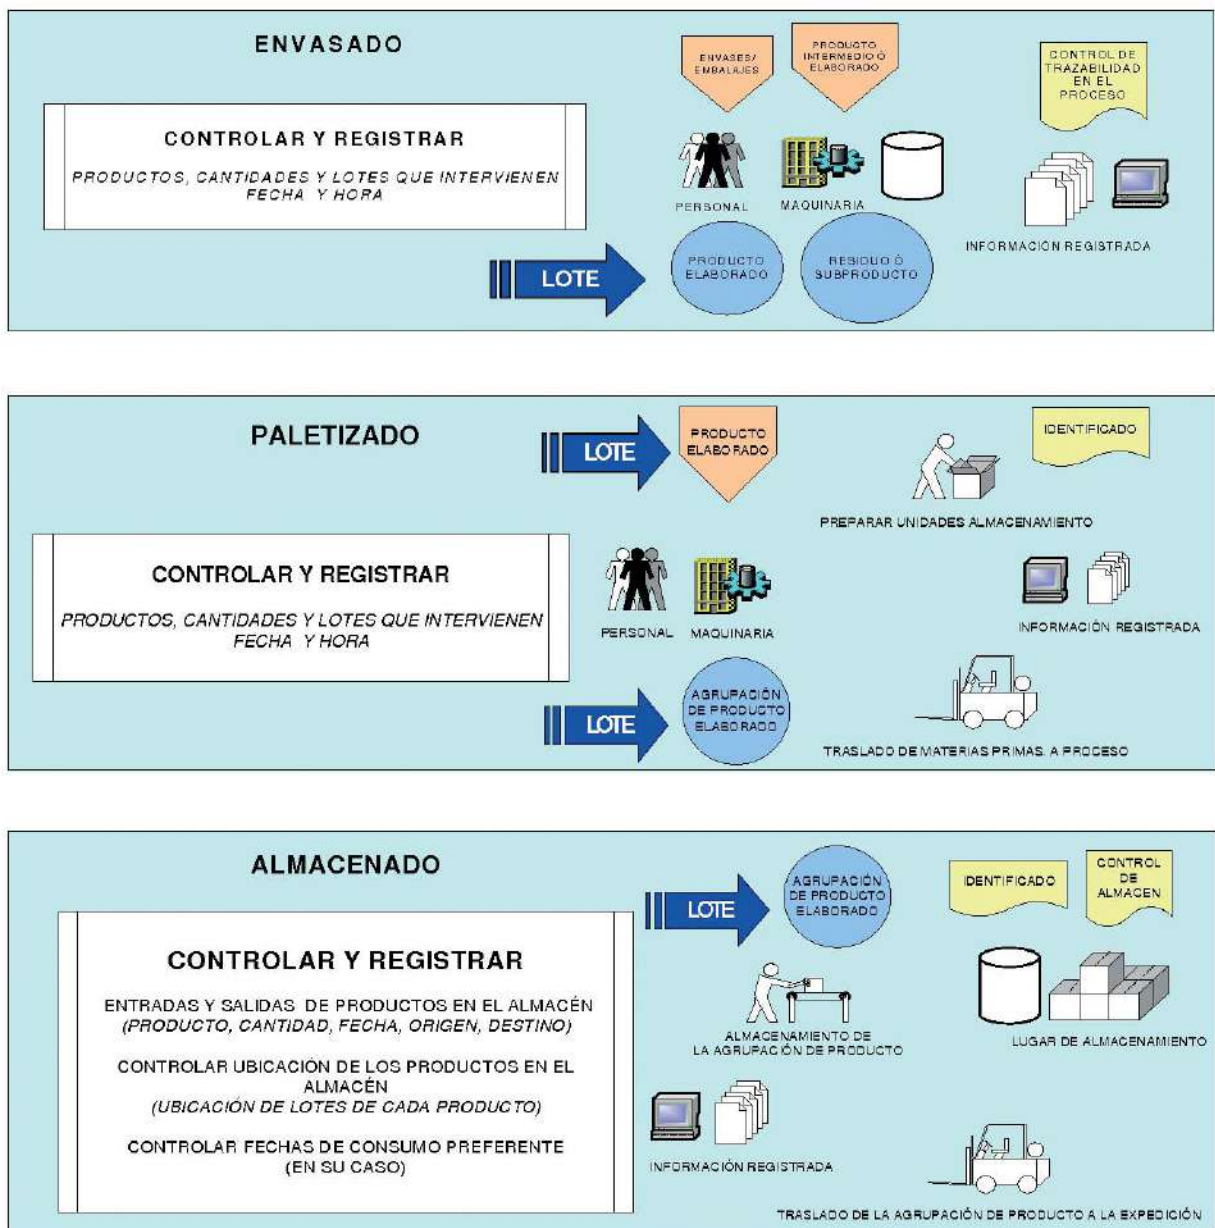 ENVASADO
CONTROLAR Y REGISTRAR
PRODUCTOS, CANTIDADES Y LOTES QUE INTERVIENEN
FECHA Y HORA
ENVASES/
EMBALAJES
PRODUCTO
INTERMEDIO Ó
ELABORADO
CONTROL DE
TRAZABILIDAD
EN EL
PROCESO
PERSONAL
MAQUINARIA
INFORMACIÓN REGISTRADA
LOTE
PRODUCTO
ELABORADO
RESIDUO Ó
SUBPRODUCTO
PALETIZADO
LOTE
PRODUCTO
ELABORADO
IDENTIFICADO
PREPARAR UNIDADES ALMACENAMIENTO
CONTROLAR Y REGISTRAR
PRODUCTOS, CANTIDADES Y LOTES QUE INTERVIENEN
FECHA Y HORA
PERSONAL
MAQUINARIA
INFORMACIÓN REGISTRADA
LOTE
AGRUPACIÓN
DE PRODUCTO
ELABORADO
TRASLADO DE MATERIAS PRIMAS. A PROCESO
ALMACENADO
LOTE
AGRUPACIÓN
DE PRODUCTO
ELABORADO
IDENTIFICADO
CONTROL
DE
ALMACEN
CONTROLAR Y REGISTRAR
ENTRADAS Y SALIDAS DE PRODUCTOS EN EL ALMACÉN
(PRODUCTO, CANTIDAD, FECHA, ORIGEN, DESTINO)
CONTROLAR UBICACIÓN DE LOS PRODUCTOS EN EL
ALMACÉN
(UBICACIÓN DE LOTES DE CADA PRODUCTO)
CONTROLAR FECHAS DE CONSUMO PREFERENTE
(EN SU CASO)
ALMACENAMIENTO DE
LA AGRUPACIÓN DE PRODUCTO
LUGAR DE ALMACENAMIENTO
INFORMACIÓN REGISTRADA
TRASLADO DE LA AGRUPACIÓN DE PRODUCTO A LA EXPEDICIÓN